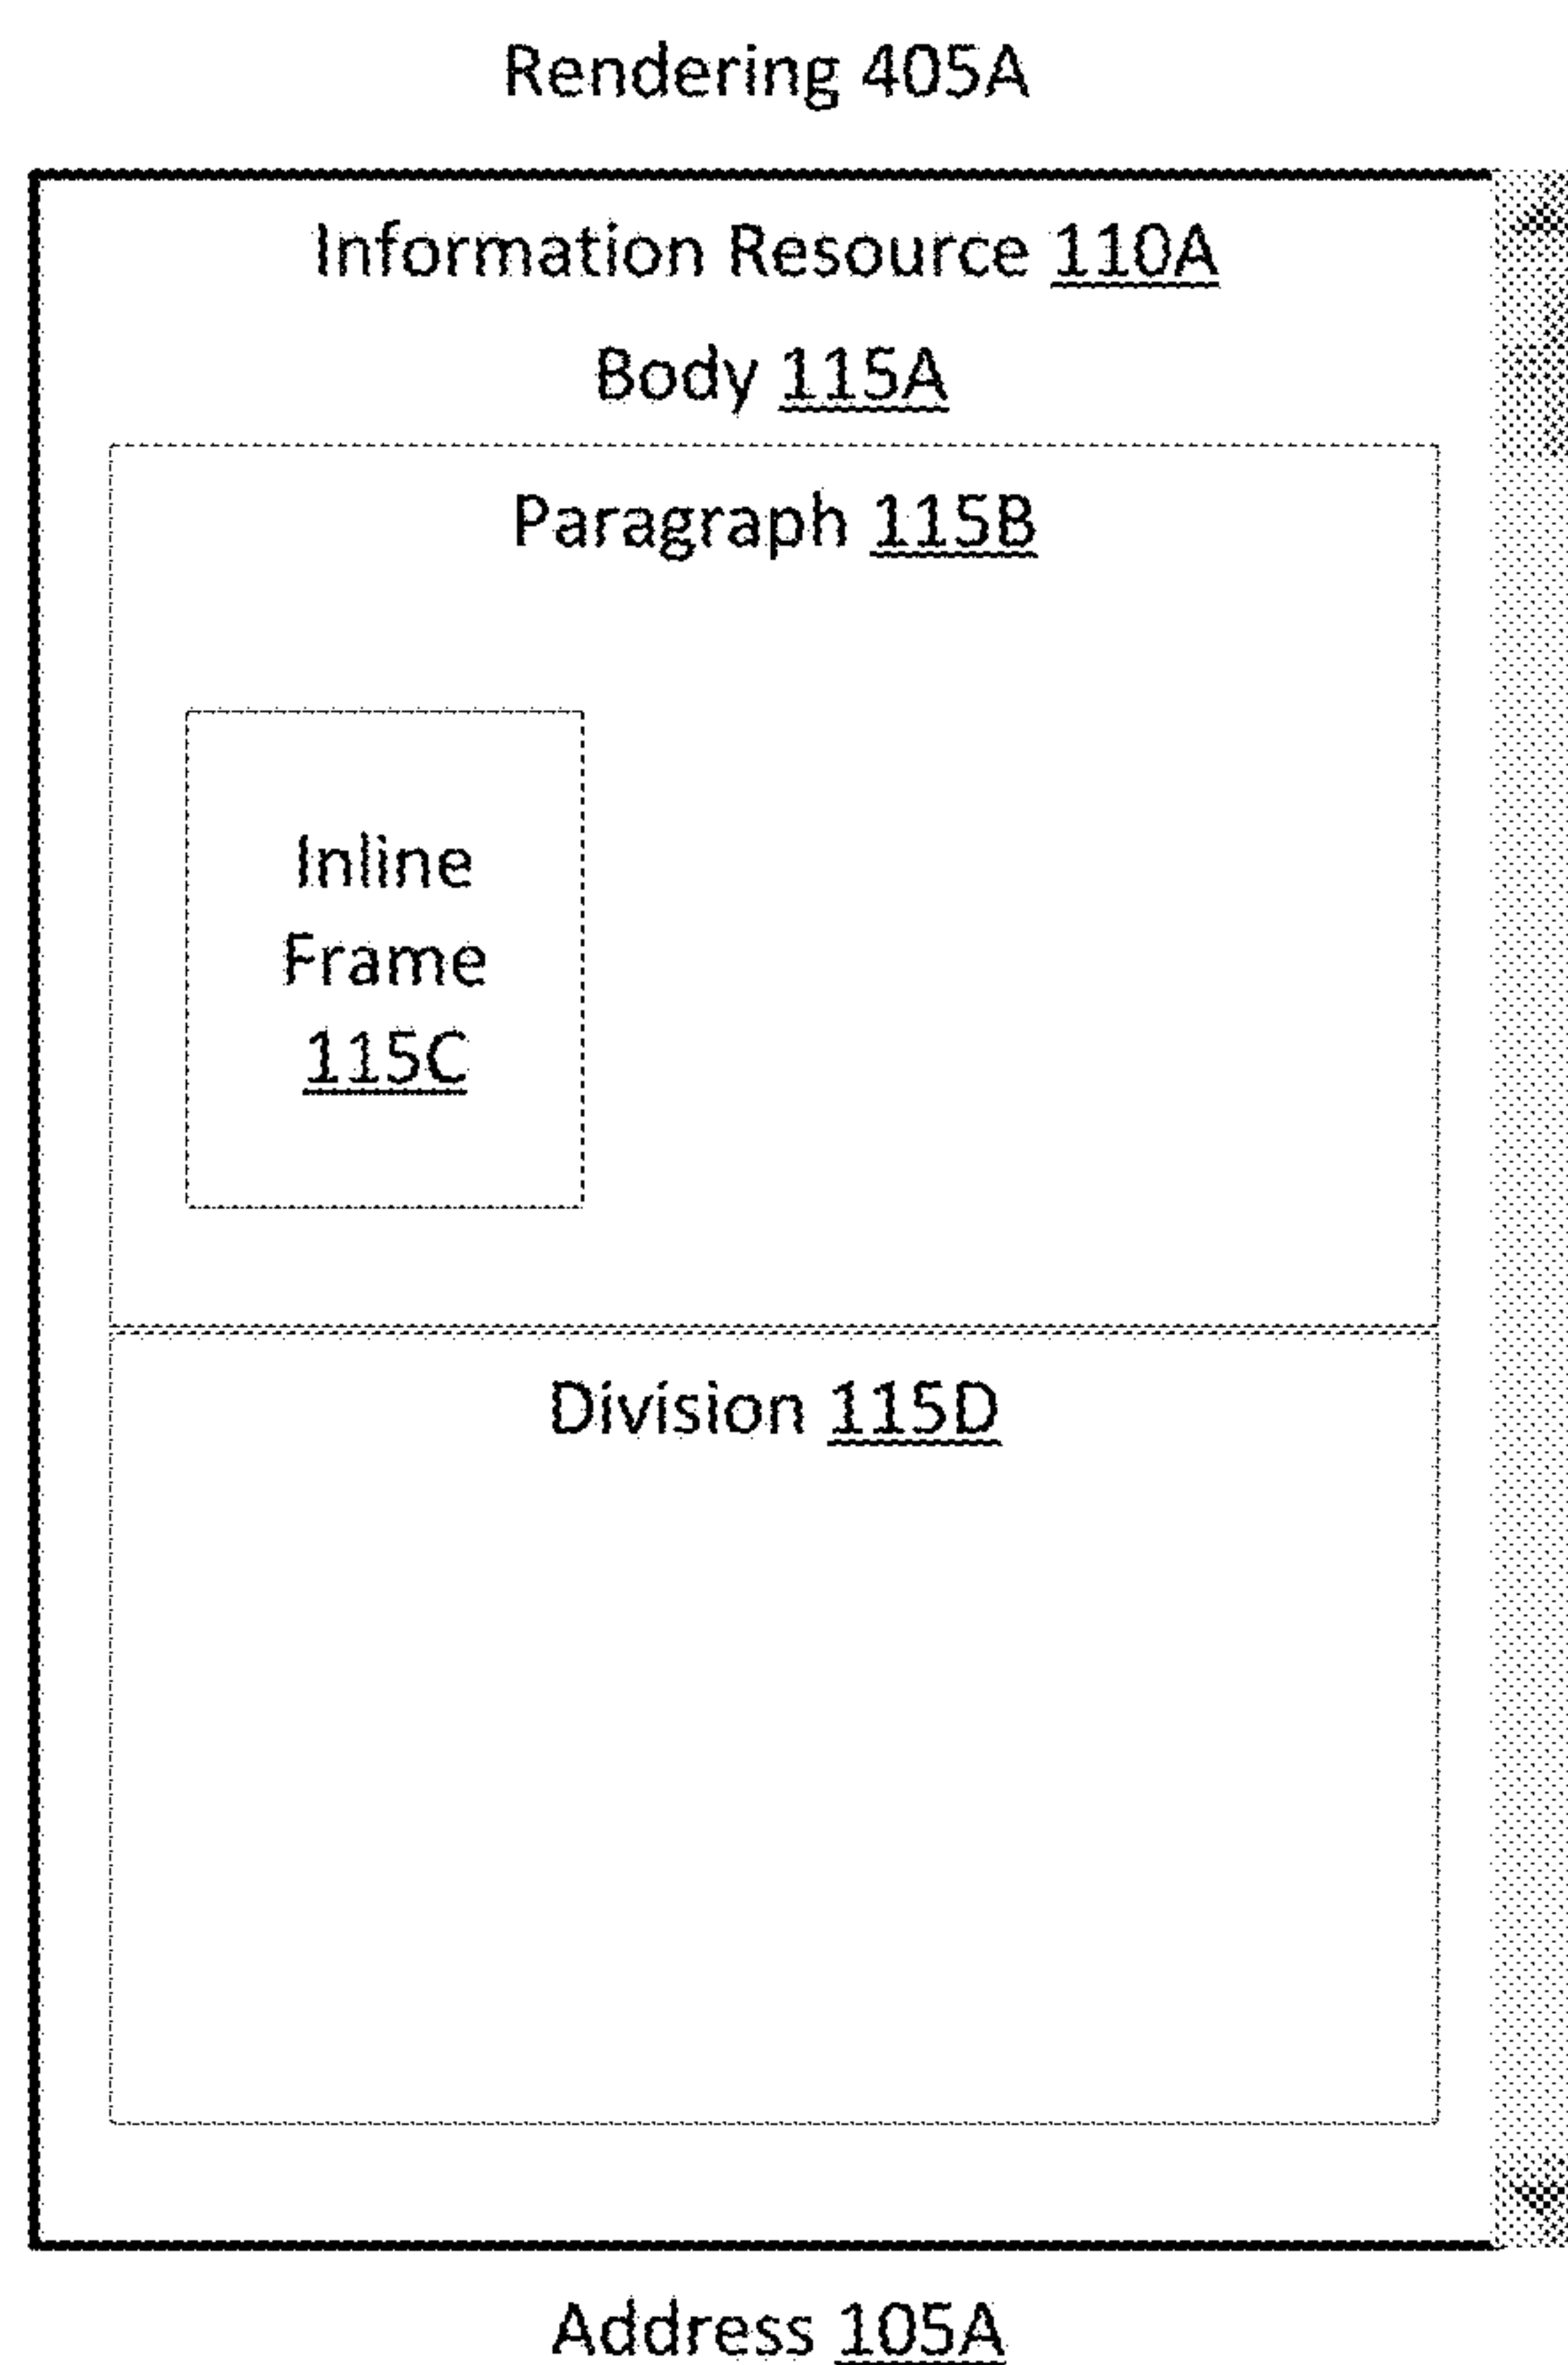 Rendering 405A
Information Resource 110A
Body 115A
Paragraph 115B
Inline
Frame
115C
Division 115D
Address 105A